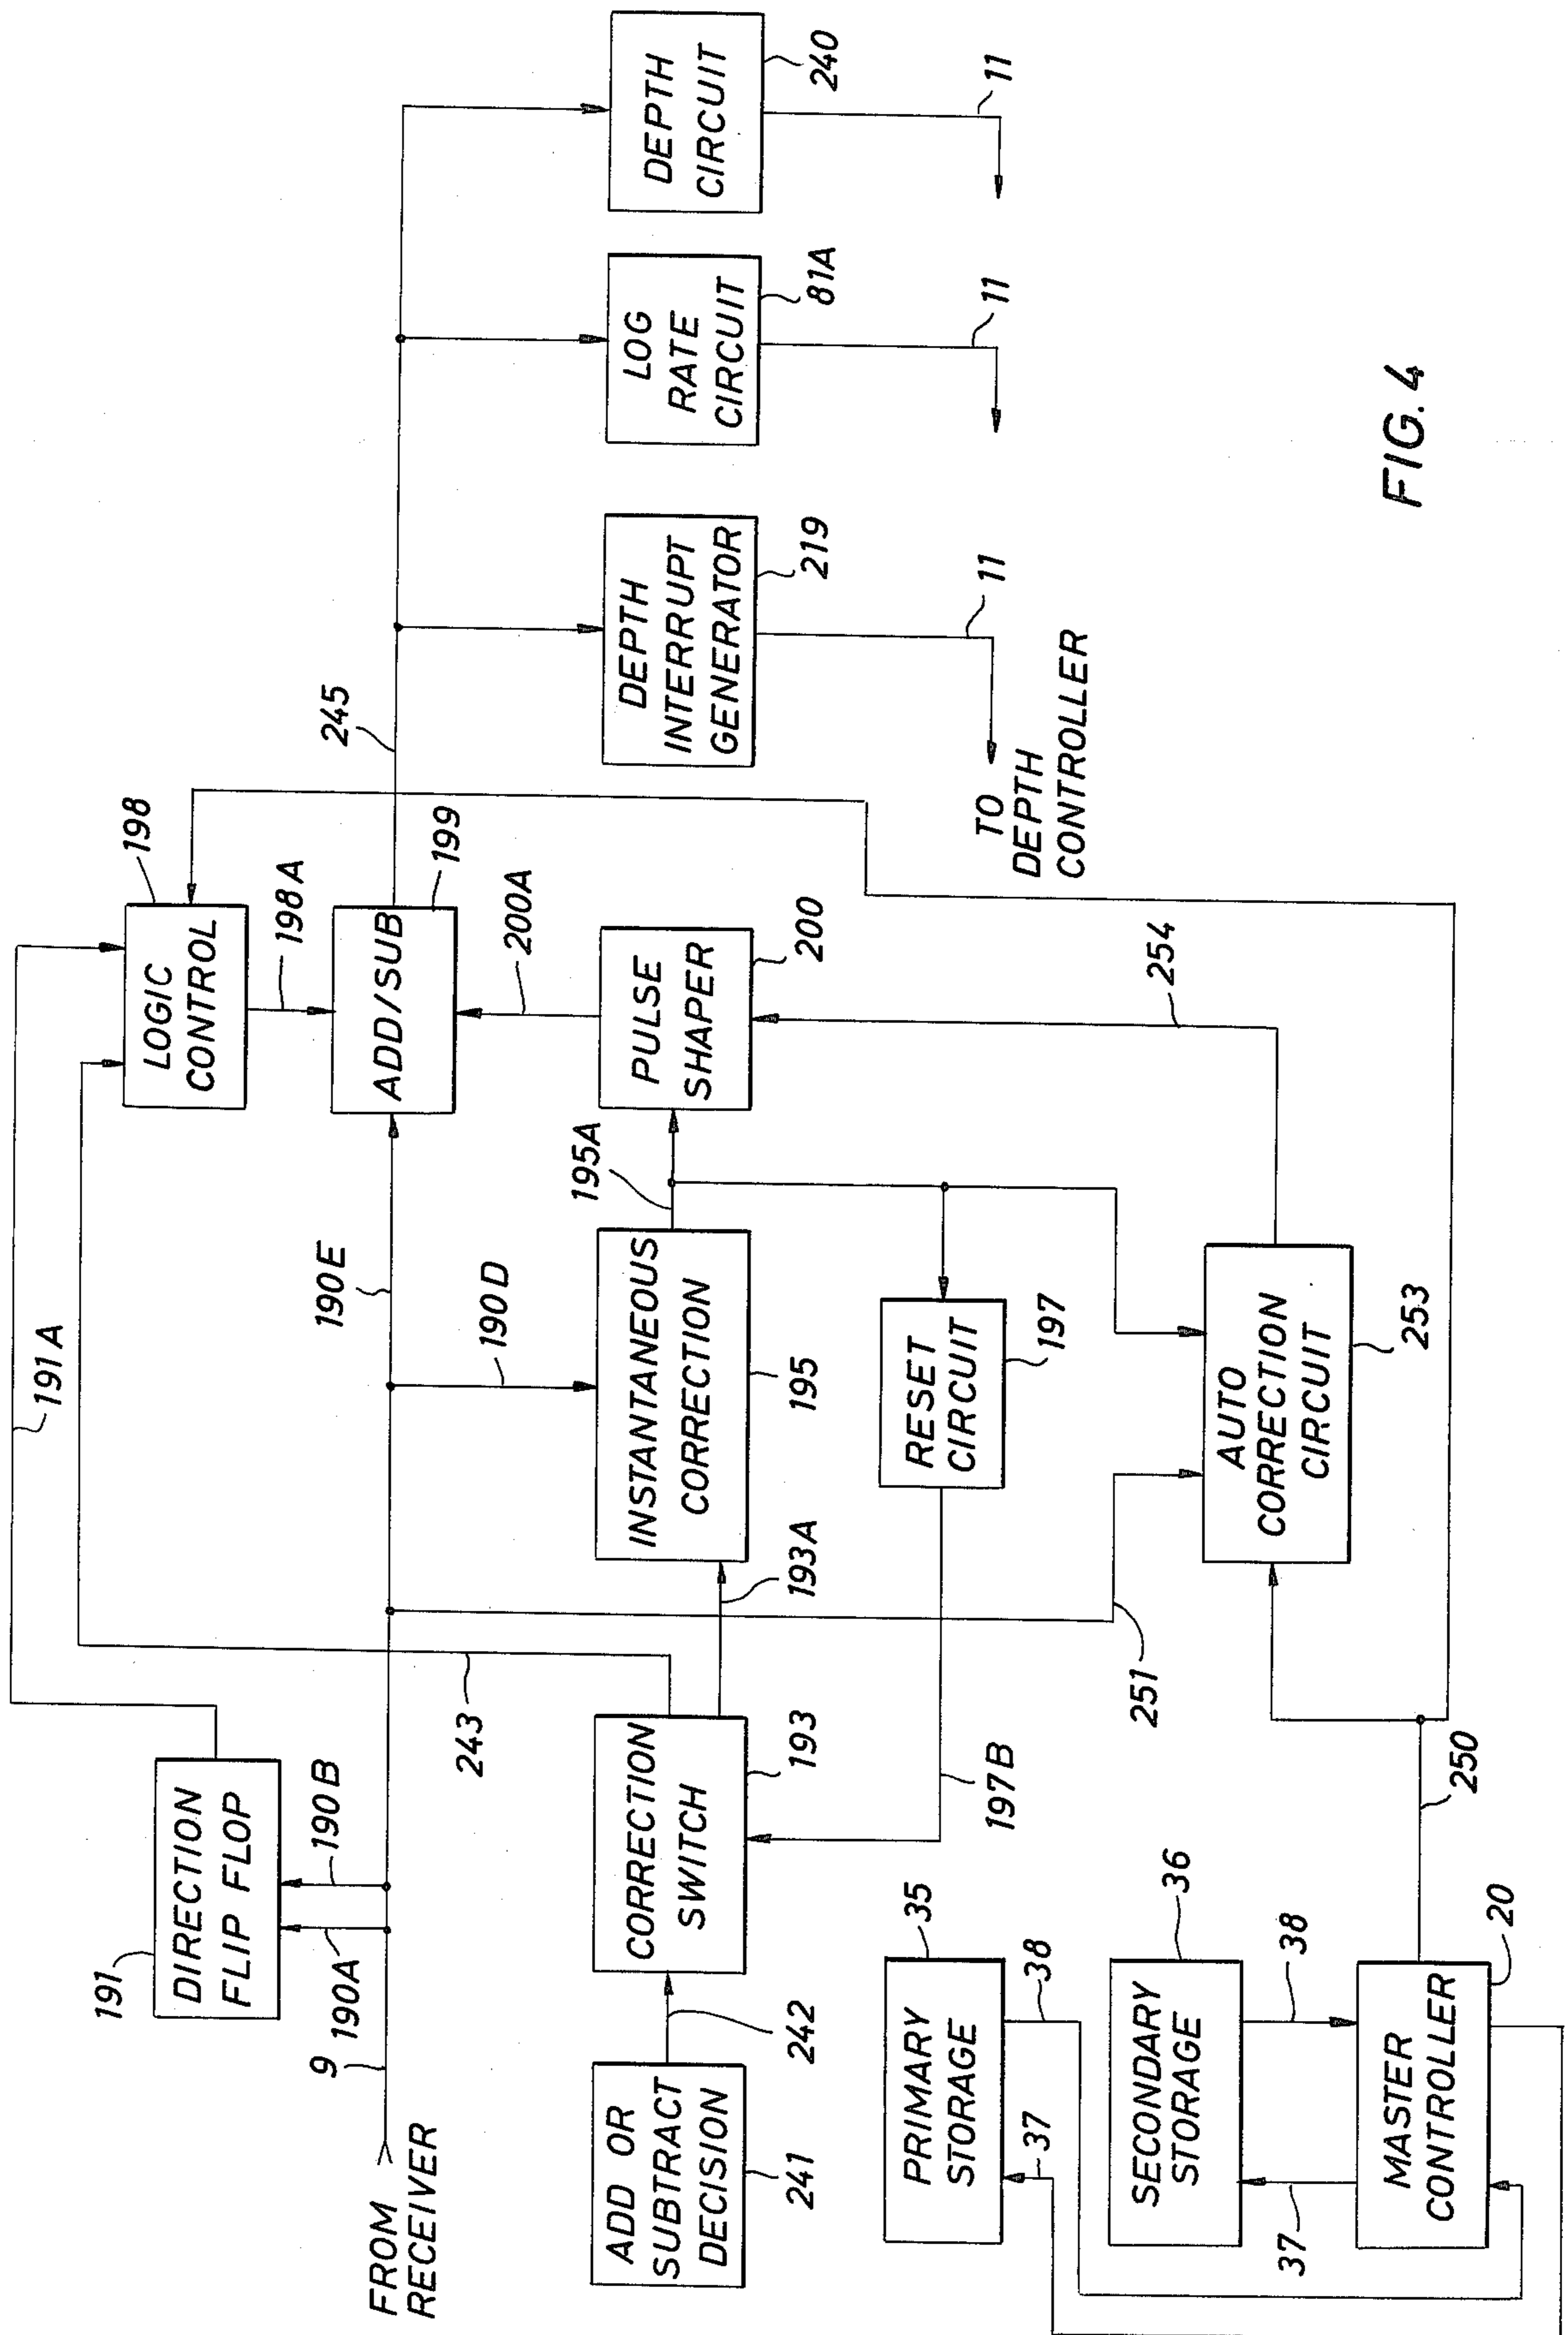 191A
191
DIRECTION
FLIP FLOP
190A
190B
243
198
LOGIC
CONTROL
198A
FROM
RECEIVER
9
190E
190D
ADD/SUB
199
245
200A
ADD OR
SUBTRACT
DECISION
241
242
CORRECTION
SWITCH
193
193A
INSTANTANEOUS
CORRECTION
195
195A
PULSE
SHAPER
200
DEPTH
INTERRUPT
GENERATOR
219
LOG
RATE
CIRCUIT
81A
DEPTH
CIRCUIT
240
11
11
11
TO
DEPTH
CONTROLLER
197B
RESET
CIRCUIT
197
PRIMARY
STORAGE
35
37
38
SECONDARY
STORAGE
36
37
38
MASTER
CONTROLLER
20
250
251
AUTO
CORRECTION
CIRCUIT
253
254
FIG. 4